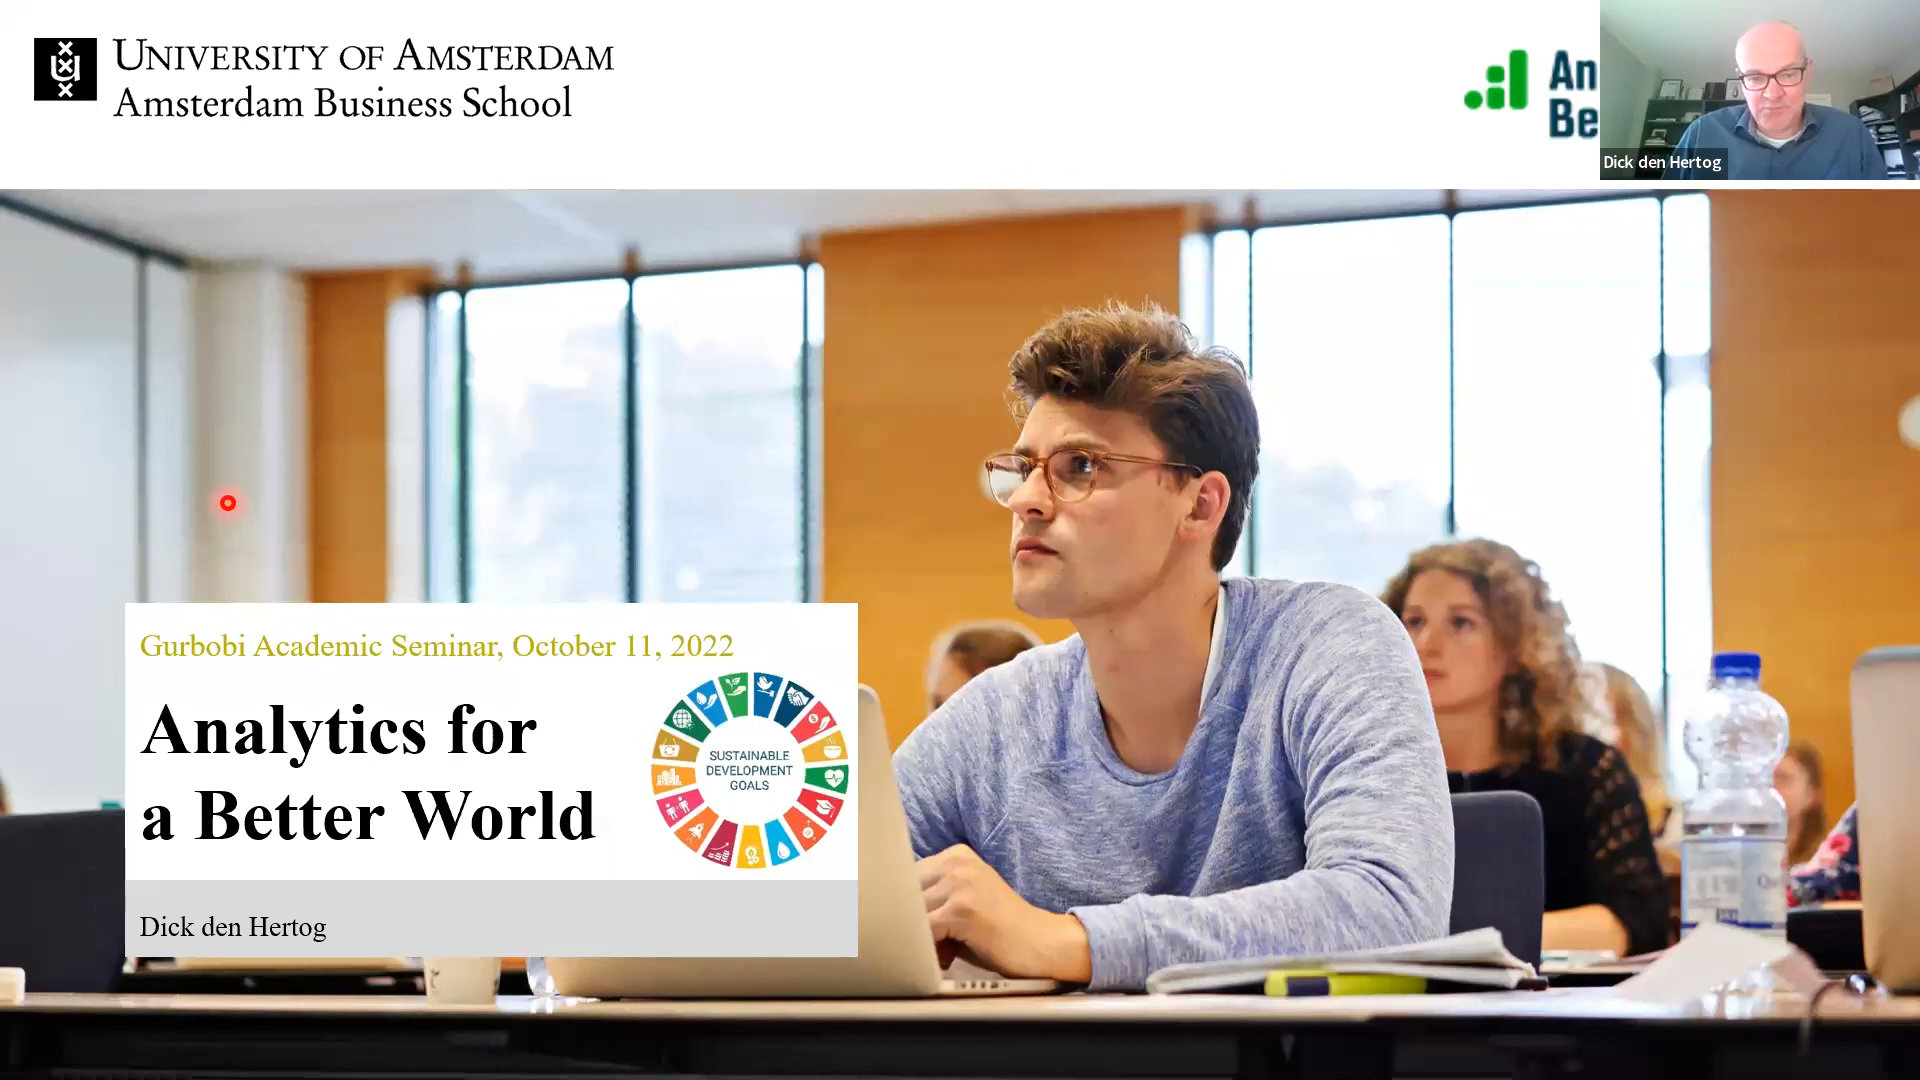 UNIVERSITY OF AMSTERDAM
Amsterdam Business School
An
Be
Dick den Hertog
Gurbobi Academic Seminar, October 11, 2022
Analytics for
a Better World
SUSTAINABLE
DEVELOPMENT
GOALS
Dick den Hertog